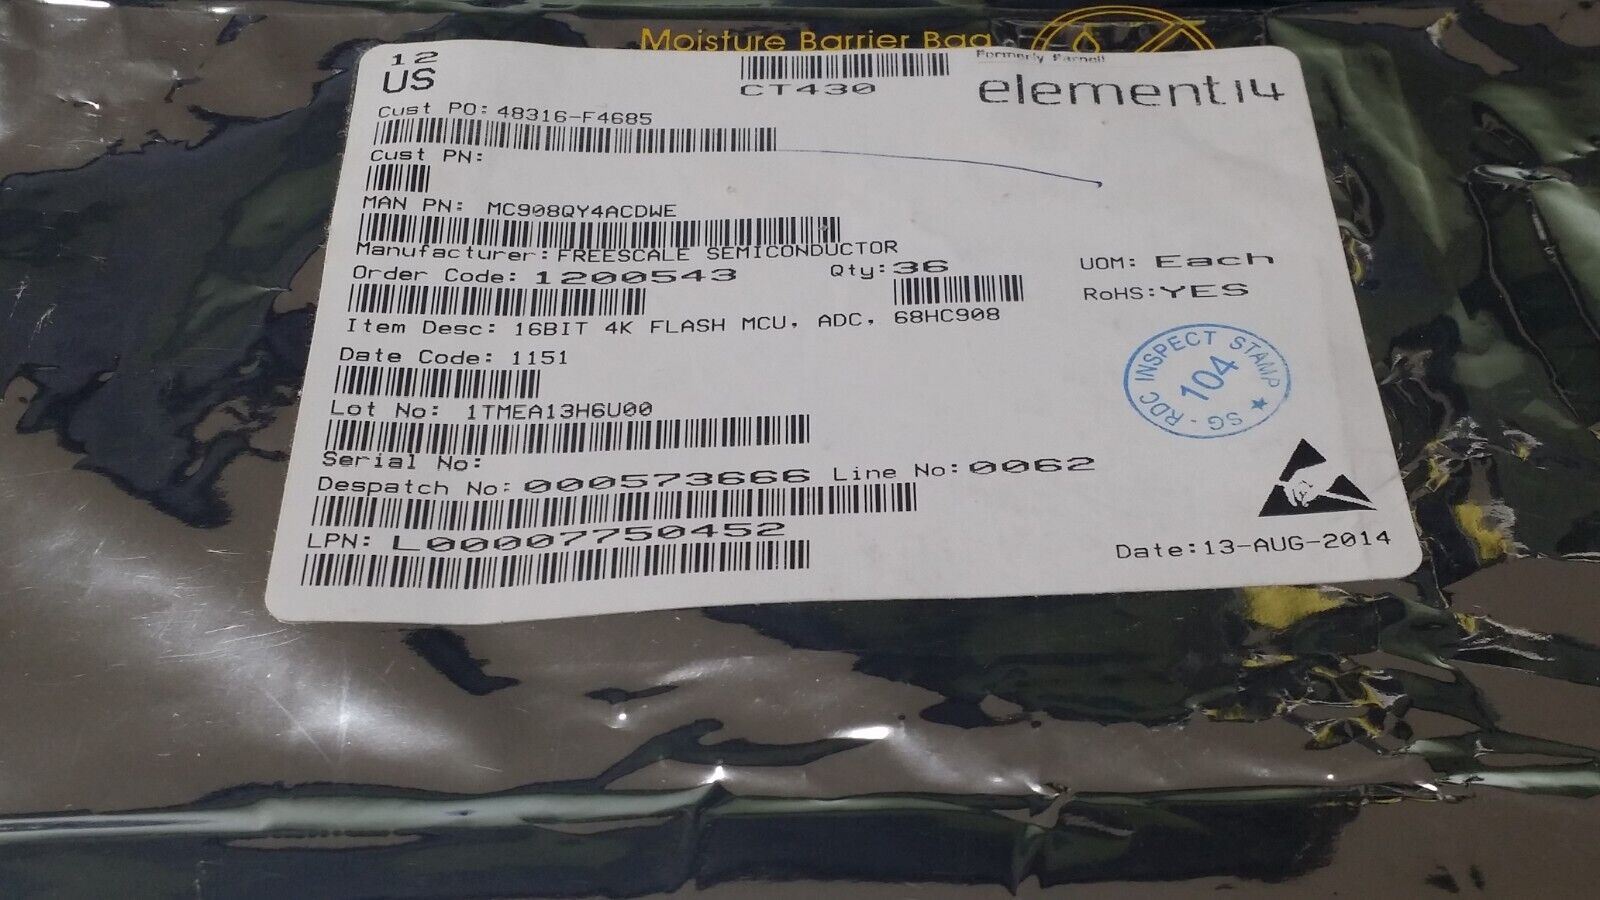 Moisture Barrier Bag
12
US
CT430
Formerly Farnell
element14
Cust PO: 48316-F4685
Cust PN:
MAN PN: MC908QY4ACDWE
Manufacturer: FREESCALE SEMICONDUCTOR
Order Code: 1200543 Qty: 36 UOM: Each
RoHS: YES
Item Desc: 16BIT 4K FLASH MCU, ADC, 68HC908
Date Code: 1151
Lot No: 1TMEA13H6U00
SG - RDC INSPECT STAMP ★
104
Serial No:
Despatch No: 000573666 Line No: 0062
LPN: L00007750452
Date: 13-AUG-2014